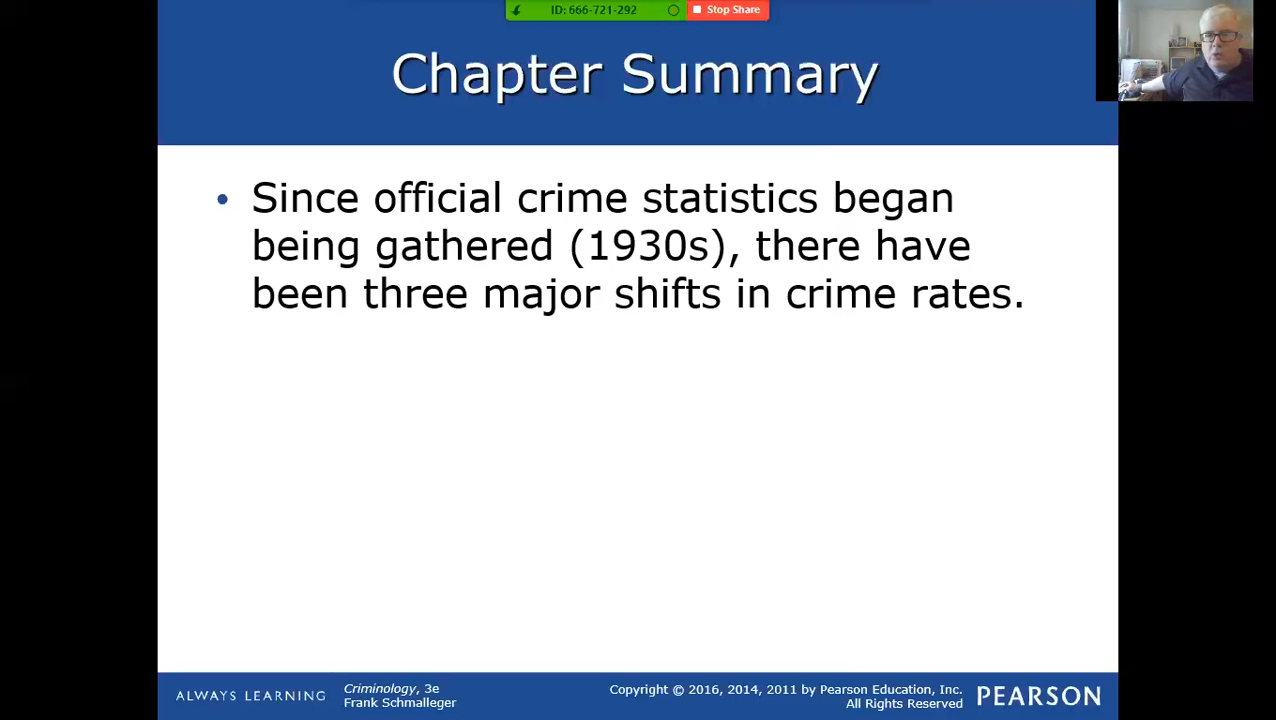 ID: 666-721-292
Stop Share
Chapter Summary
• Since official crime statistics began
being gathered (1930s), there have
been three major shifts in crime rates.
ALWAYS LEARNING
Criminology, 3e
Frank Schmalleger
Copyright © 2016, 2014, 2011 by Pearson Education, Inc.
All Rights Reserved
PEARSON